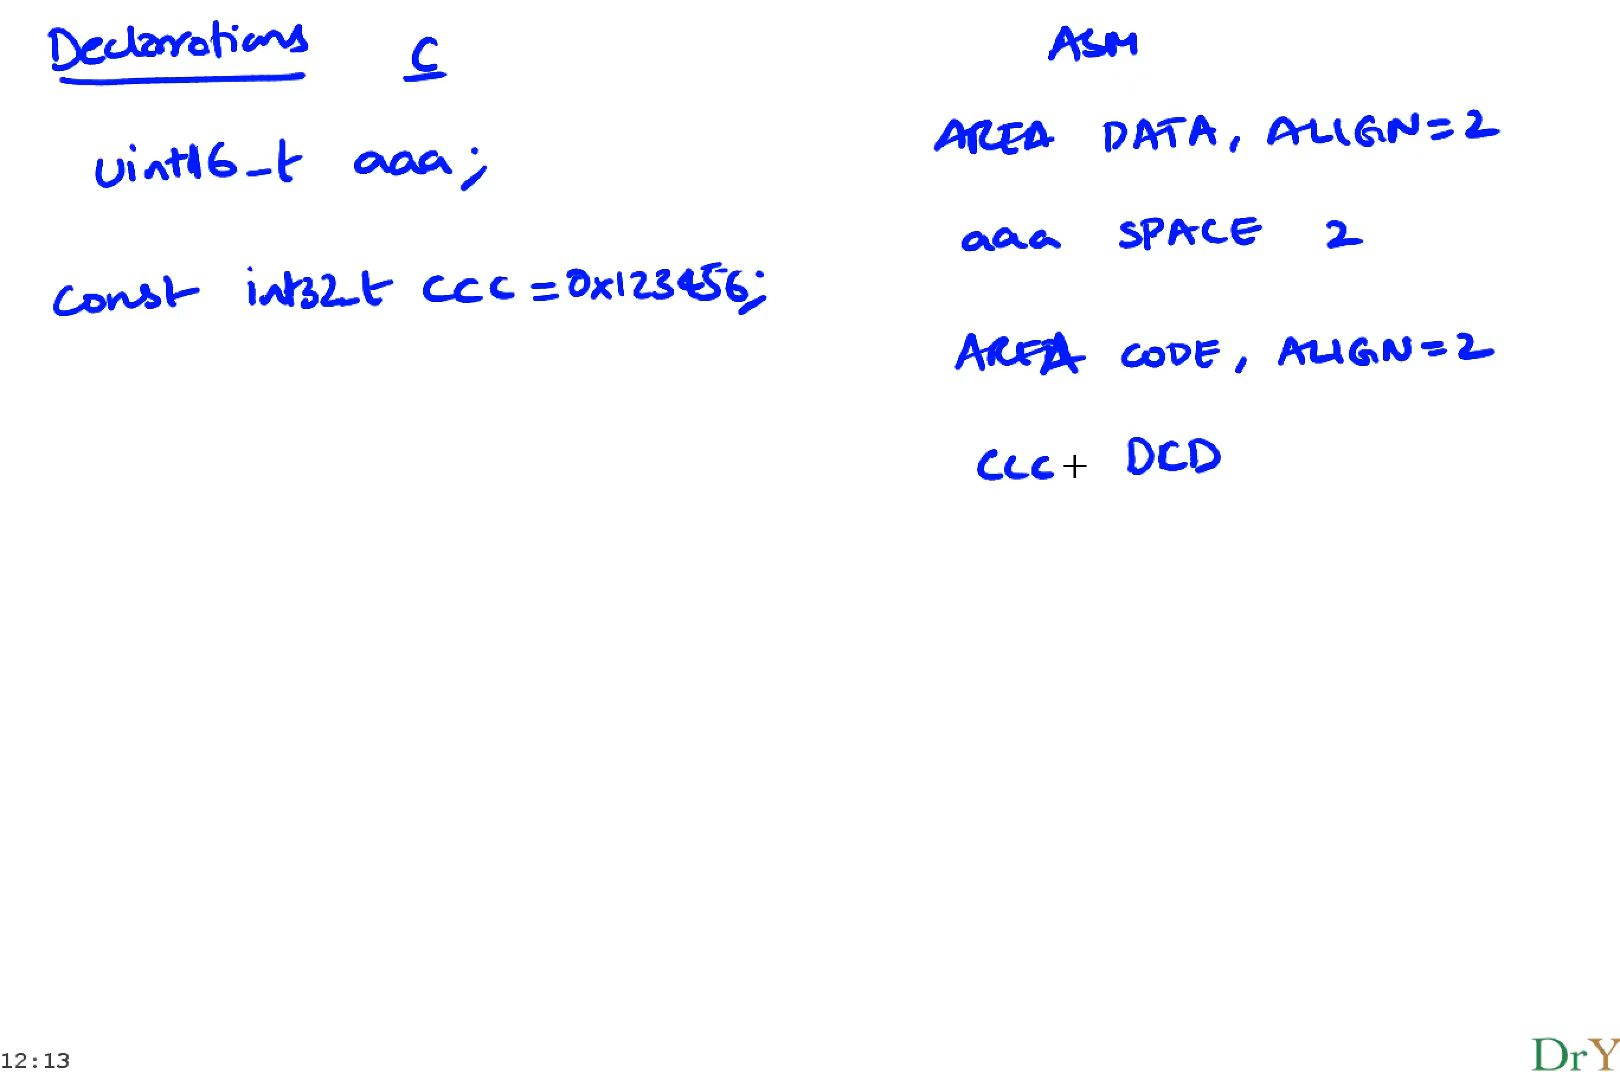 Declarations C
uint16_t aaa;
const int32_t ccc = 0x123456;
ASM
AREA DATA, ALIGN=2
aaa SPACE 2
AREA CODE, ALIGN=2
ccc DCD
12:13
DrY